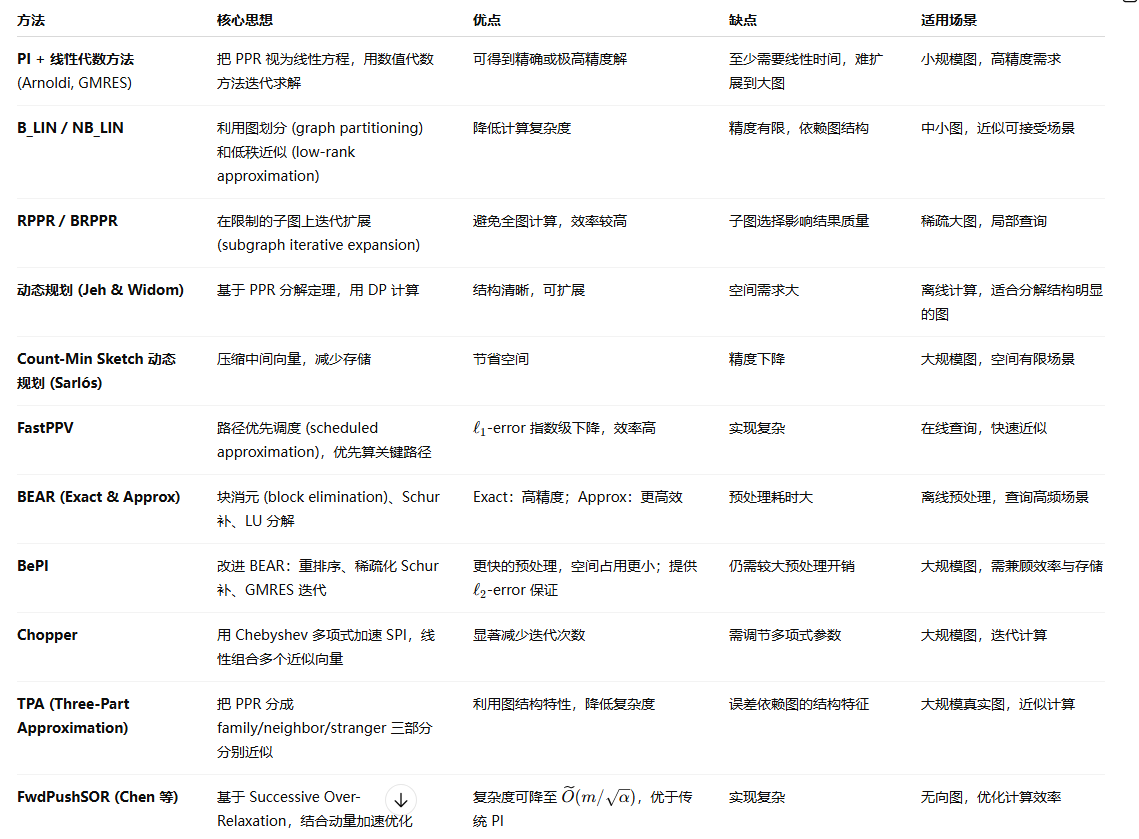 方法 核心思想 优点 缺点 适用场景
PI + 线性代数方法 把 PPR 视为线性方程，用数值代数 可得到精确或极高精度解 至少需要线性时间，难扩 小规模图，高精度需求
(Arnoldi, GMRES) 方法迭代求解 展到大图
B_LIN / NB_LIN 利用图划分 (graph partitioning) 降低计算复杂度 精度有限，依赖图结构 中小图，近似可接受场景
和低秩近似 (low-rank
approximation)
RPPR / BRPPR 在限制的子图上迭代扩展 避免全图计算，效率较高 子图选择影响结果质量 稀疏大图，局部查询
(subgraph iterative expansion)
动态规划 (Jeh & Widom) 基于 PPR 分解定理，用 DP 计算 结构清晰，可扩展 空间需求大 离线计算，适合分解结构明显
的图
Count-Min Sketch 动态 压缩中间向量，减少存储 节省空间 精度下降 大规模图，空间有限场景
规划 (Sarlós)
FastPPV 路径优先调度 (scheduled ℓ₁-error 指数级下降，效率高 实现复杂 在线查询，快速近似
approximation)，优先算关键路径
BEAR (Exact & Approx) 块消元 (block elimination)、Schur Exact：高精度；Approx：更高效 预处理耗时大 离线预处理，查询高频场景
补、LU 分解
BePI 改进 BEAR：重排序、稀疏化 Schur 更快的预处理，空间占用更小；提供 仍需较大预处理开销 大规模图，需兼顾效率与存储
补、GMRES 迭代 ℓ₂-error 保证
Chopper 用 Chebyshev 多项式加速 SPI，线 显著减少迭代次数 需调节多项式参数 大规模图，迭代计算
性组合多个近似向量
TPA (Three-Part 把 PPR 分成 利用图结构特性，降低复杂度 误差依赖图的结构特征 大规模真实图，近似计算
Approximation) family/neighbor/stranger 三部分
分别近似
FwdPushSOR (Chen 等) 基于 Successive Over- 复杂度可降至 Õ(m/√α)，优于传 实现复杂 无向图，优化计算效率
Relaxation，结合动量加速优化 统 PI